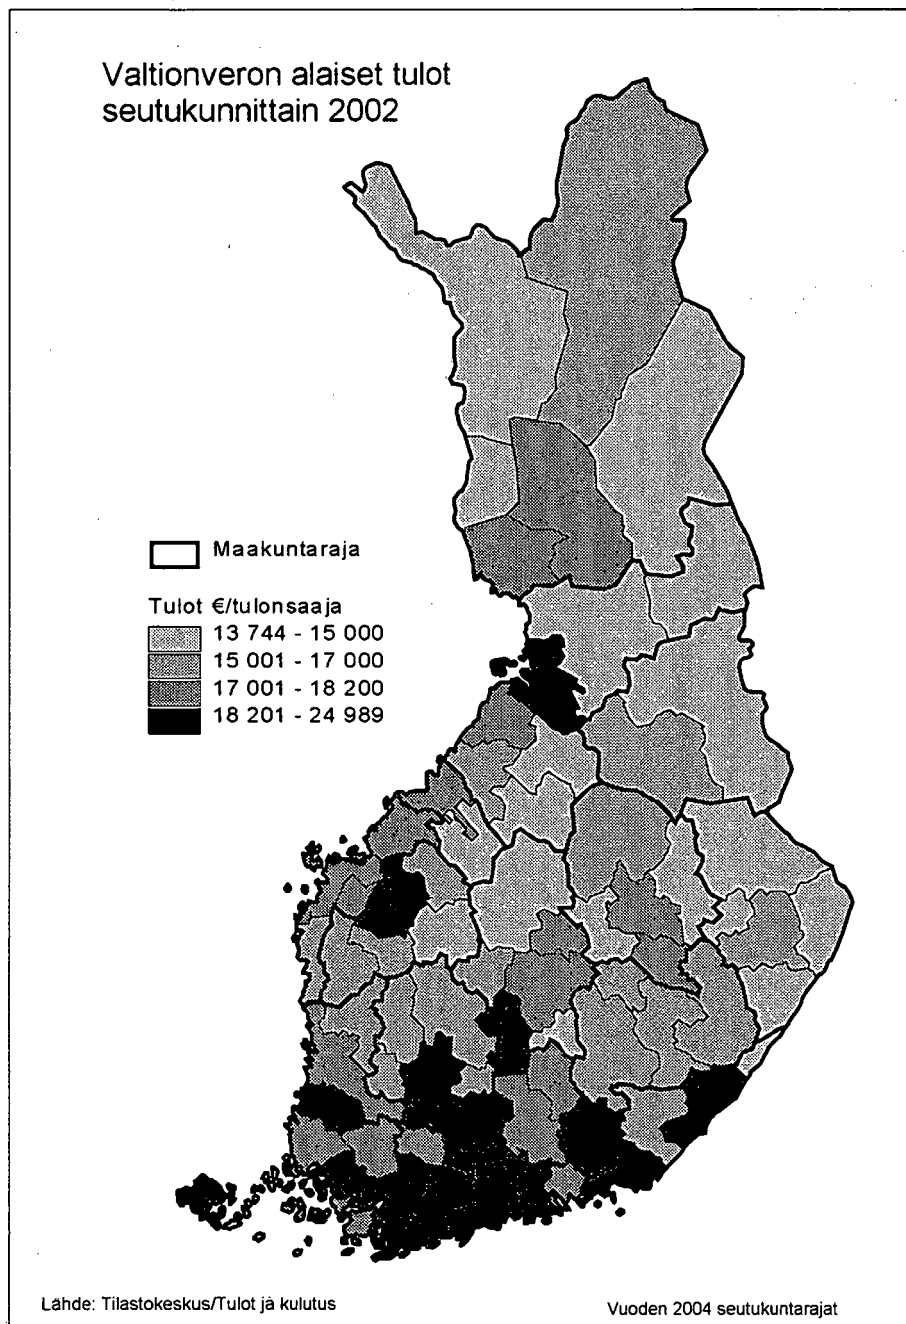 Valtionveron alaiset tulot
seutukunnittain 2002
Maakuntaraja
Tulot €/tulonsaaja
13 744 - 15 000
15 001 - 17 000
17 001 - 18 200
18 201 - 24 989
Lähde: Tilastokeskus/Tulot ja kulutus
Vuoden 2004 seutukuntarajat